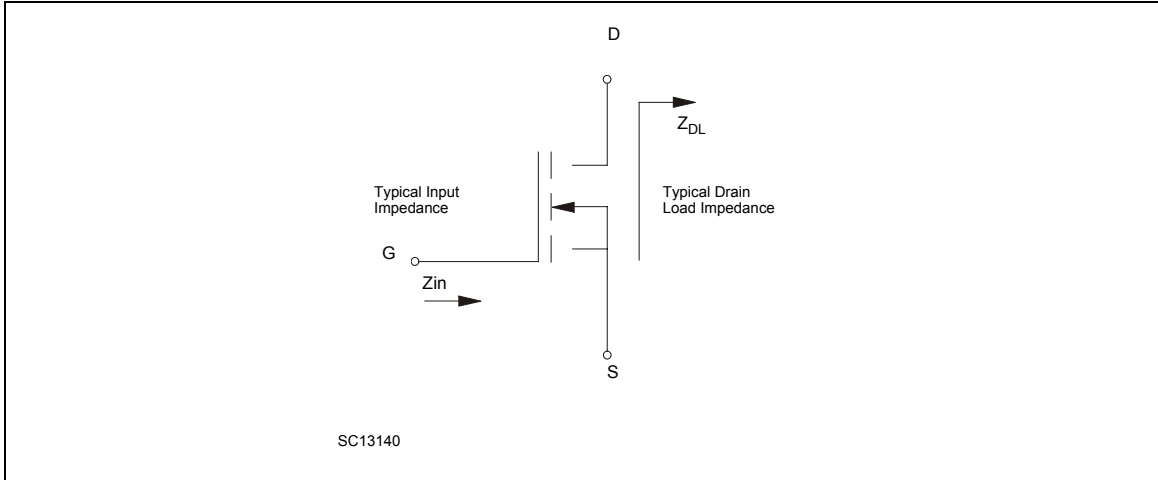 D
Z_DL
Typical Input
Impedance
Typical Drain
Load Impedance
G
Zin
S
SC13140